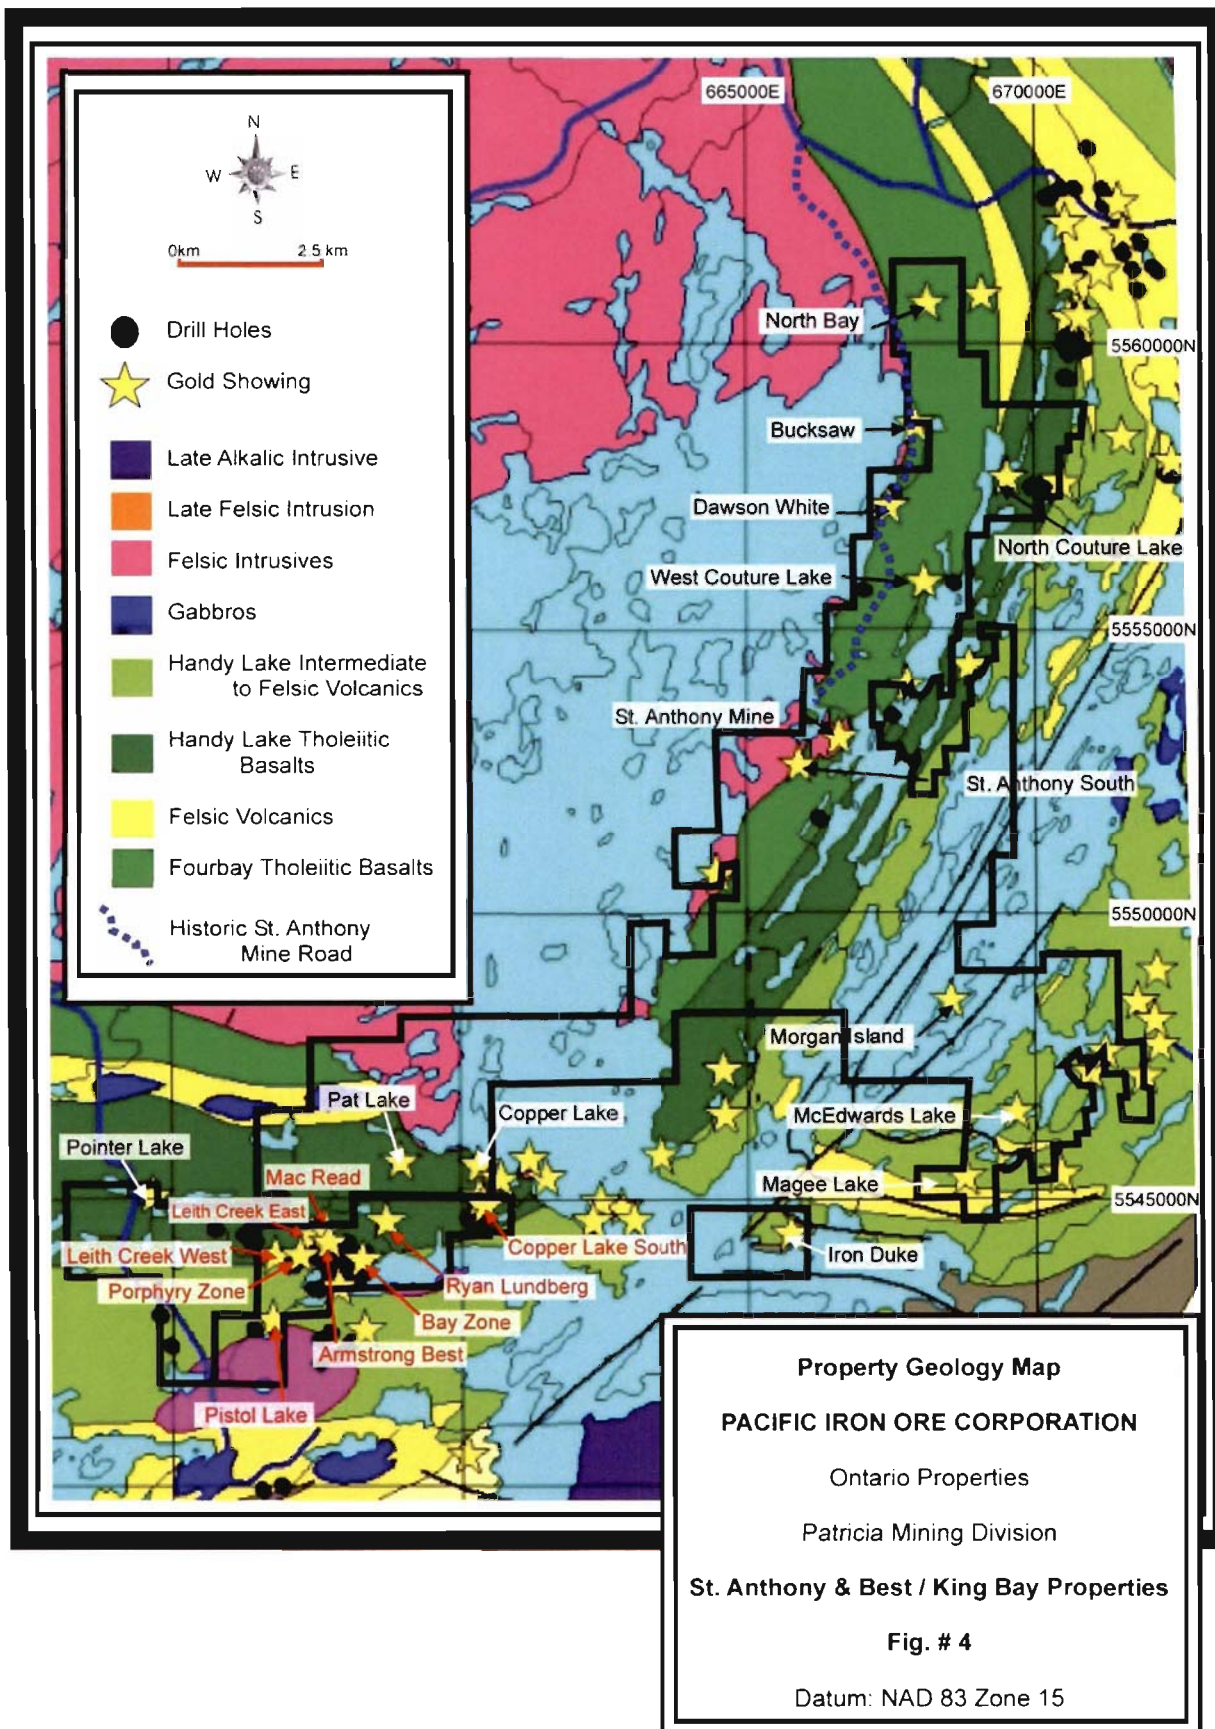 665000E
670000E
N
W
E
S
0km
2.5 km
Drill Holes
Gold Showing
Late Alkalic Intrusive
Late Felsic Intrusion
Felsic Intrusives
Gabbros
Handy Lake Intermediate
to Felsic Volcanics
Handy Lake Tholeiitic
Basalts
Felsic Volcanics
Fourbay Tholeiitic Basalts
Historic St. Anthony
Mine Road
North Bay
5560000N
Bucksaw
Dawson White
North Couture Lake
West Couture Lake
5555000N
St. Anthony Mine
St. Anthony South
5550000N
Morgan Island
Pat Lake
Copper Lake
McEdwards Lake
Pointer Lake
Mac Read
Magee Lake
5545000N
Leith Creek East
Copper Lake South
Iron Duke
Leith Creek West
Porphyry Zone
Ryan Lundberg
Bay Zone
Armstrong Best
Pistol Lake
Property Geology Map
PACIFIC IRON ORE CORPORATION
Ontario Properties
Patricia Mining Division
St. Anthony & Best / King Bay Properties
Fig. # 4
Datum: NAD 83 Zone 15